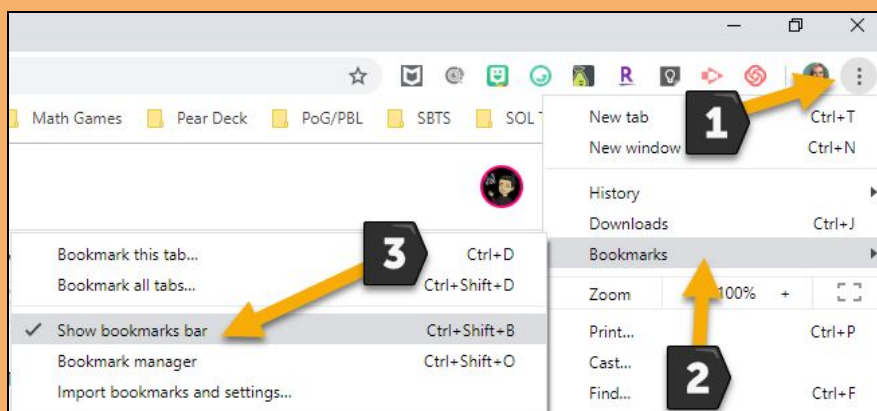 R
Math Games Pear Deck PoG/PBL SBTS SOL
New tab Ctrl+T
1
New window Ctrl+N
History
Downloads Ctrl+J
Bookmarks
Zoom 100% +
Print... Ctrl+P
Cast...
2
Find... Ctrl+F
3
Bookmark this tab... Ctrl+D
Bookmark all tabs... Ctrl+Shift+D
✓ Show bookmarks bar Ctrl+Shift+B
Bookmark manager Ctrl+Shift+O
Import bookmarks and settings...